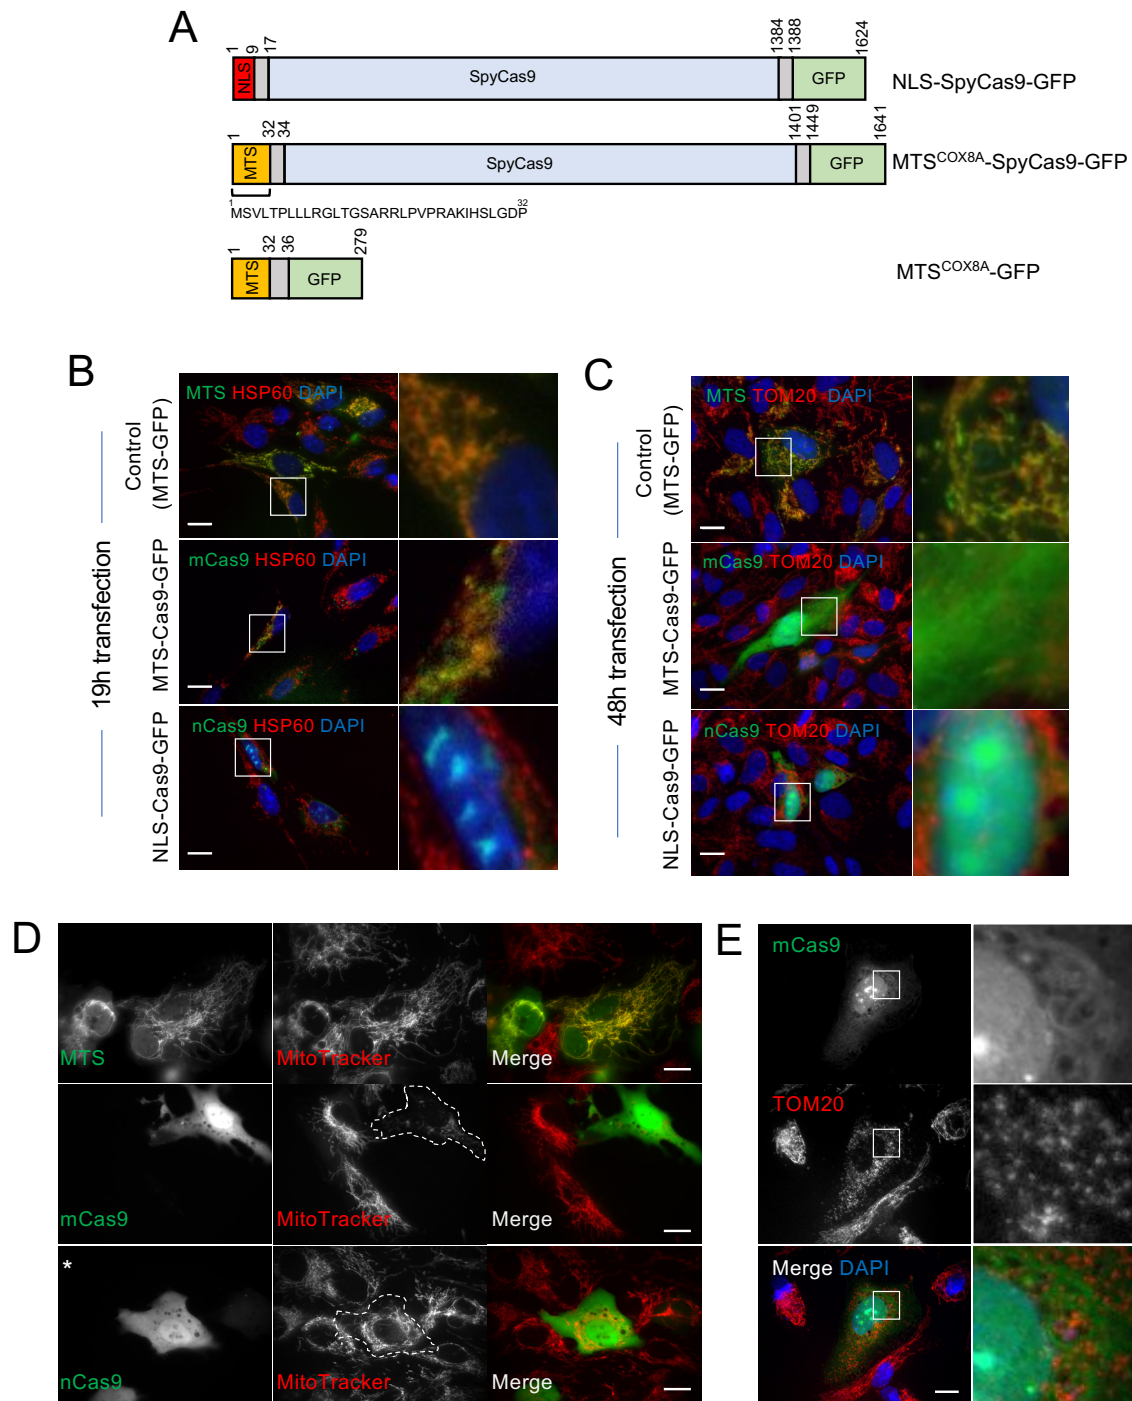 A
1 9 17 1384 1388 1624
NLS SpyCas9 GFP NLS-SpyCas9-GFP
1 32 34 1401 1449 1641
MTS SpyCas9 GFP MTSCOX8A-SpyCas9-GFP
1 MSVLTPLLLRGLTGSARRLPVPRAKIHSLGDP 32
1 32 36 279
MTS GFP MTSCOX8A-GFP
B
19h transfection
Control (MTS-GFP)
MTS HSP60 DAPI
MTS-Cas9-GFP
mCas9 HSP60 DAPI
NLS-Cas9-GFP
nCas9 HSP60 DAPI
C
48h transfection
Control (MTS-GFP)
MTS TOM20 DAPI
MTS-Cas9-GFP
mCas9 TOM20 DAPI
NLS-Cas9-GFP
nCas9 TOM20 DAPI
D
MTS MitoTracker Merge
mCas9 MitoTracker Merge
*
nCas9 MitoTracker Merge
E
mCas9
TOM20
Merge DAPI